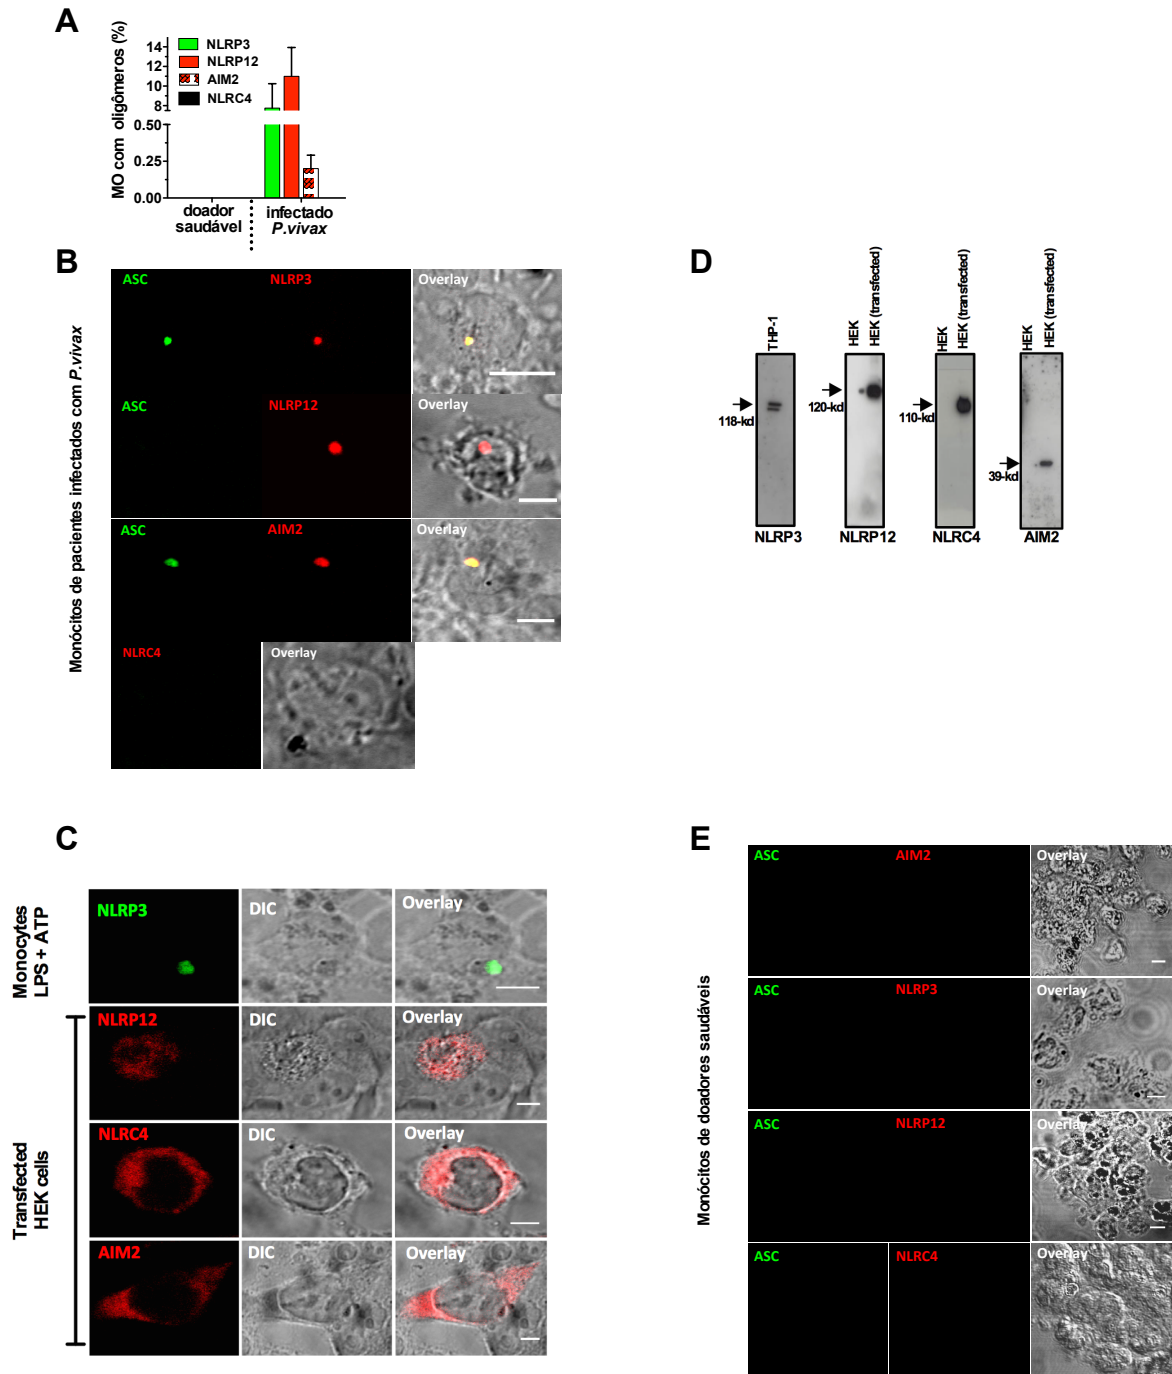 A
MO com oligômeros (%)
14
12
10
8
0.50
0.25
0.00
NLRP3
NLRP12
AIM2
NLRC4
doador
saudável
infectado
P.vivax
B
Monócitos de pacientes infectados com P.vivax
ASC
NLRP3
Overlay
ASC
NLRP12
Overlay
ASC
AIM2
Overlay
NLRC4
Overlay
D
THP-1
HEK
HEK (transfected)
HEK
HEK (transfected)
HEK
HEK (transfected)
118-kd
120-kd
110-kd
39-kd
NLRP3
NLRP12
NLRC4
AIM2
C
Monocytes
LPS + ATP
NLRP3
DIC
Overlay
Transfected
HEK cells
NLRP12
DIC
Overlay
NLRC4
DIC
Overlay
AIM2
DIC
Overlay
E
Monócitos de doadores saudáveis
ASC
AIM2
Overlay
ASC
NLRP3
Overlay
ASC
NLRP12
Overlay
ASC
NLRC4
Overlay